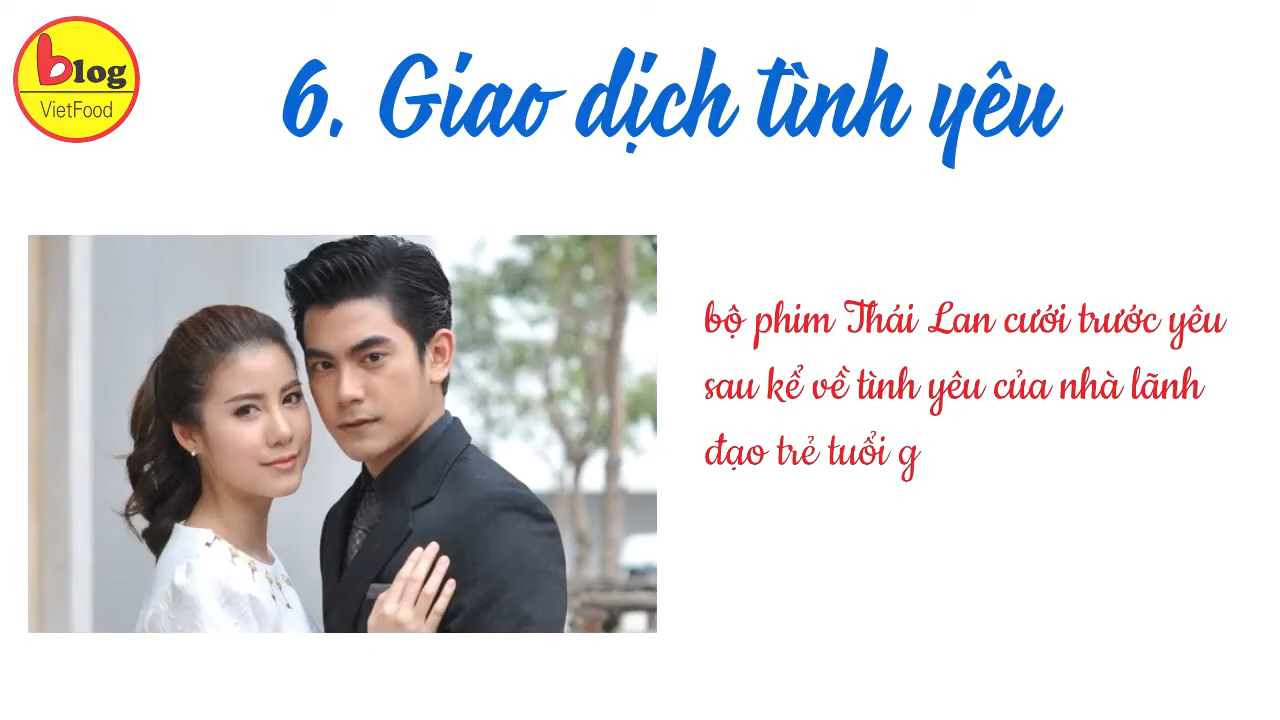 blog
VietFood
6. Giao dịch tình yêu
bộ phim Thái Lan cưới trước yêu
sau kể về tình yêu của nhà lãnh
đạo trẻ tuổi g